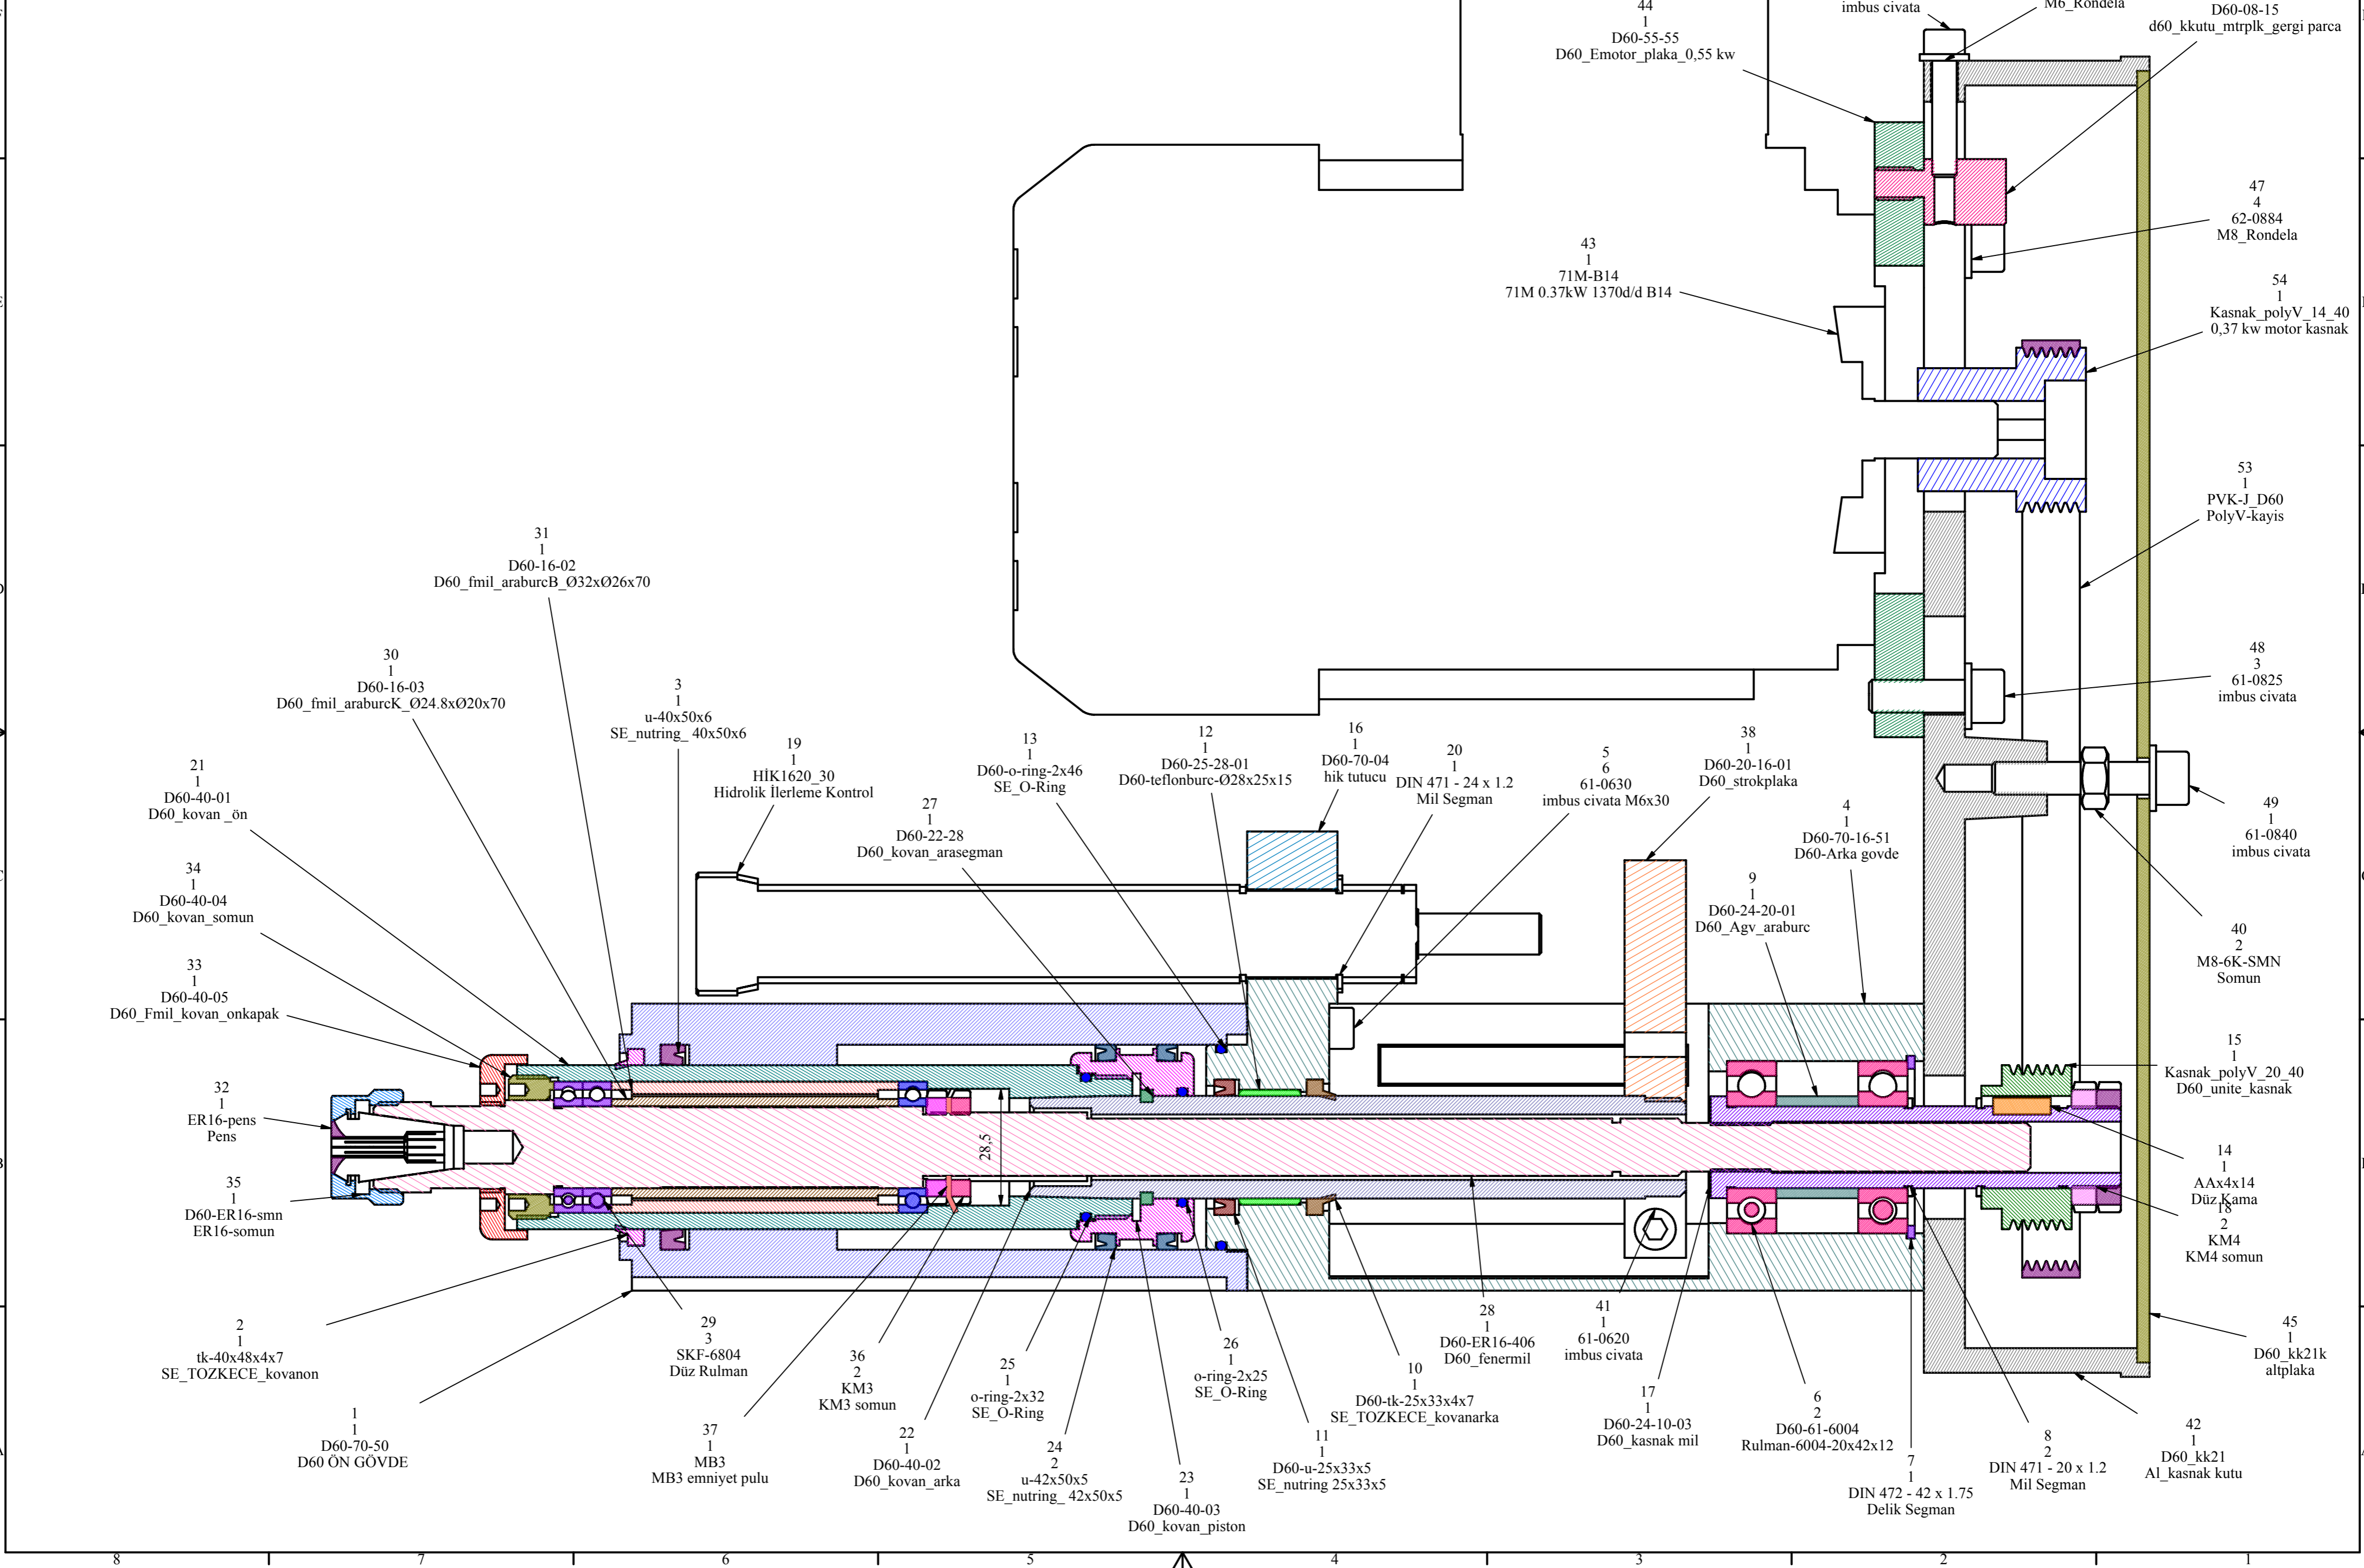 44
1
D60-55-55
D60_Emotor_plaka_0,55 kw
imbus civata
M6_Rondela
D60-08-15
d60_kkutu_mtrplk_gergi parca
47
4
62-0884
M8_Rondela
43
1
71M-B14
71M 0.37kW 1370d/d B14
54
1
Kasnak_polyV_14_40
0,37 kw motor kasnak
53
1
PVK-J_D60
PolyV-kayis
31
1
D60-16-02
D60_fmil_araburcB_Ø32xØ26x70
30
1
D60-16-03
D60_fmil_araburcK_Ø24.8xØ20x70
3
1
u-40x50x6
SE_nutring_ 40x50x6
48
3
61-0825
imbus civata
21
1
D60-40-01
D60_kovan _ön
19
1
HİK1620_30
Hidrolik İlerleme Kontrol
13
1
D60-o-ring-2x46
SE_O-Ring
12
1
D60-25-28-01
D60-teflonburc-Ø28x25x15
16
1
D60-70-04
hik tutucu
20
1
DIN 471 - 24 x 1.2
Mil Segman
5
6
61-0630
imbus civata M6x30
38
1
D60-20-16-01
D60_strokplaka
49
1
61-0840
imbus civata
27
1
D60-22-28
D60_kovan_arasegman
4
1
D60-70-16-51
D60-Arka govde
34
1
D60-40-04
D60_kovan_somun
9
1
D60-24-20-01
D60_Agv_araburc
40
2
M8-6K-SMN
Somun
33
1
D60-40-05
D60_Fmil_kovan_onkapak
15
1
Kasnak_polyV_20_40
D60_unite_kasnak
32
1
ER16-pens
Pens
28,5
14
1
AAx4x14
Düz Kama
35
1
D60-ER16-smn
ER16-somun
18
2
KM4
KM4 somun
2
1
tk-40x48x4x7
SE_TOZKECE_kovanon
29
3
SKF-6804
Düz Rulman
36
2
KM3
KM3 somun
25
1
o-ring-2x32
SE_O-Ring
26
1
o-ring-2x25
SE_O-Ring
10
1
D60-tk-25x33x4x7
SE_TOZKECE_kovanarka
28
1
D60-ER16-406
D60_fenermil
41
1
61-0620
imbus civata
45
1
D60_kk21k
altplaka
1
1
D60-70-50
D60 ÖN GÖVDE
37
1
MB3
MB3 emniyet pulu
22
1
D60-40-02
D60_kovan_arka
24
2
u-42x50x5
SE_nutring_ 42x50x5
23
1
D60-40-03
D60_kovan_piston
11
1
D60-u-25x33x5
SE_nutring 25x33x5
17
1
D60-24-10-03
D60_kasnak mil
6
2
D60-61-6004
Rulman-6004-20x42x12
7
1
DIN 472 - 42 x 1.75
Delik Segman
8
2
DIN 471 - 20 x 1.2
Mil Segman
42
1
D60_kk21
Al_kasnak kutu
8 7 6 5 4 3 2 1